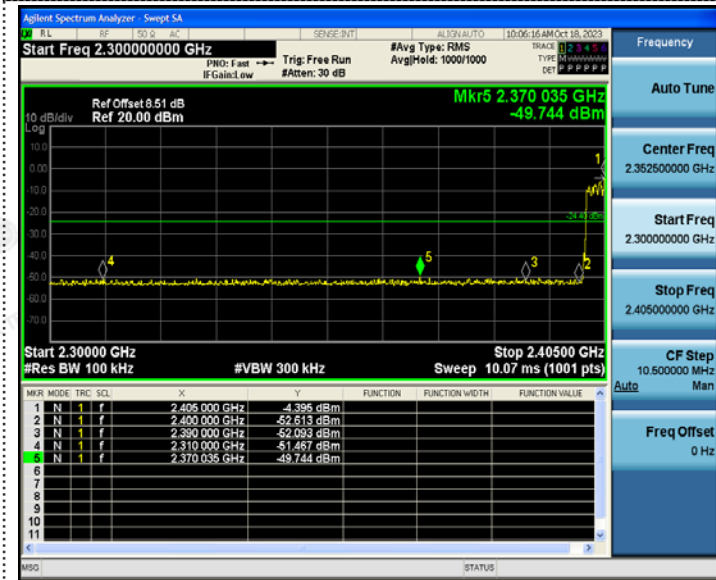 Agilent Spectrum Analyzer - Swept SA
RL RF 50 Ω AC SENSE:INT ALIGNAUTO 10:06:16 AM Oct 18, 2023
Start Freq 2.300000000 GHz #Avg Type: RMS TRACE 1 2 3 4 5 6
PNO: Fast Trig: Free Run Avg|Hold: 1000/1000 TYPE MWWWWW
IFGain:Low #Atten: 30 dB DET P P P P P P
Mkr5 2.370 035 GHz
-49.744 dBm
Ref Offset 8.51 dB
10 dB/div Ref 20.00 dBm
Log
10.0
0.00
-10.0
-20.0
-30.0
-40.0
-50.0
-60.0
-70.0
1
-24.40 dBm
4 5 3 2
Start 2.30000 GHz Stop 2.40500 GHz
#Res BW 100 kHz #VBW 300 kHz Sweep 10.07 ms (1001 pts)
MKR MODE TRC SCL X Y FUNCTION FUNCTION WIDTH FUNCTION VALUE
1 N 1 f 2.405 000 GHz -4.395 dBm
2 N 1 f 2.400 000 GHz -52.613 dBm
3 N 1 f 2.390 000 GHz -52.093 dBm
4 N 1 f 2.310 000 GHz -51.467 dBm
5 N 1 f 2.370 035 GHz -49.744 dBm
6
7
8
9
10
11
MSG STATUS
Frequency
Auto Tune
Center Freq
2.352500000 GHz
Start Freq
2.300000000 GHz
Stop Freq
2.405000000 GHz
CF Step
10.500000 MHz
Auto Man
Freq Offset
0 Hz